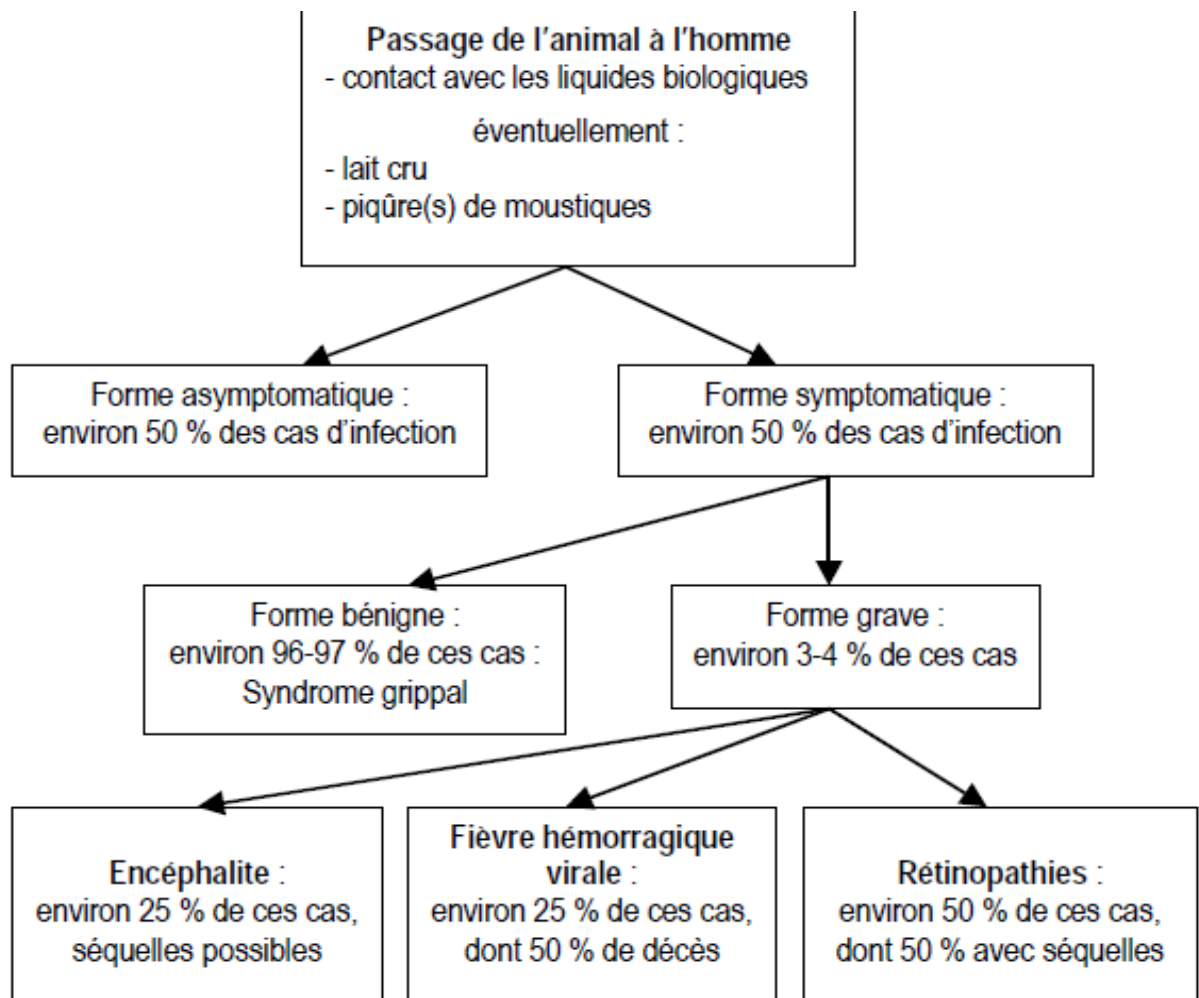 Passage de l'animal à l'homme
- contact avec les liquides biologiques
éventuellement :
- lait cru
- piqûre(s) de moustiques
Forme asymptomatique :
environ 50 % des cas d'infection
Forme symptomatique :
environ 50 % des cas d'infection
Forme bénigne :
environ 96-97 % de ces cas :
Syndrome grippal
Forme grave :
environ 3-4 % de ces cas
Encéphalite :
environ 25 % de ces cas,
séquelles possibles
Fièvre hémorragique
virale :
environ 25 % de ces cas,
dont 50 % de décès
Rétinopathies :
environ 50 % de ces cas,
dont 50 % avec séquelles